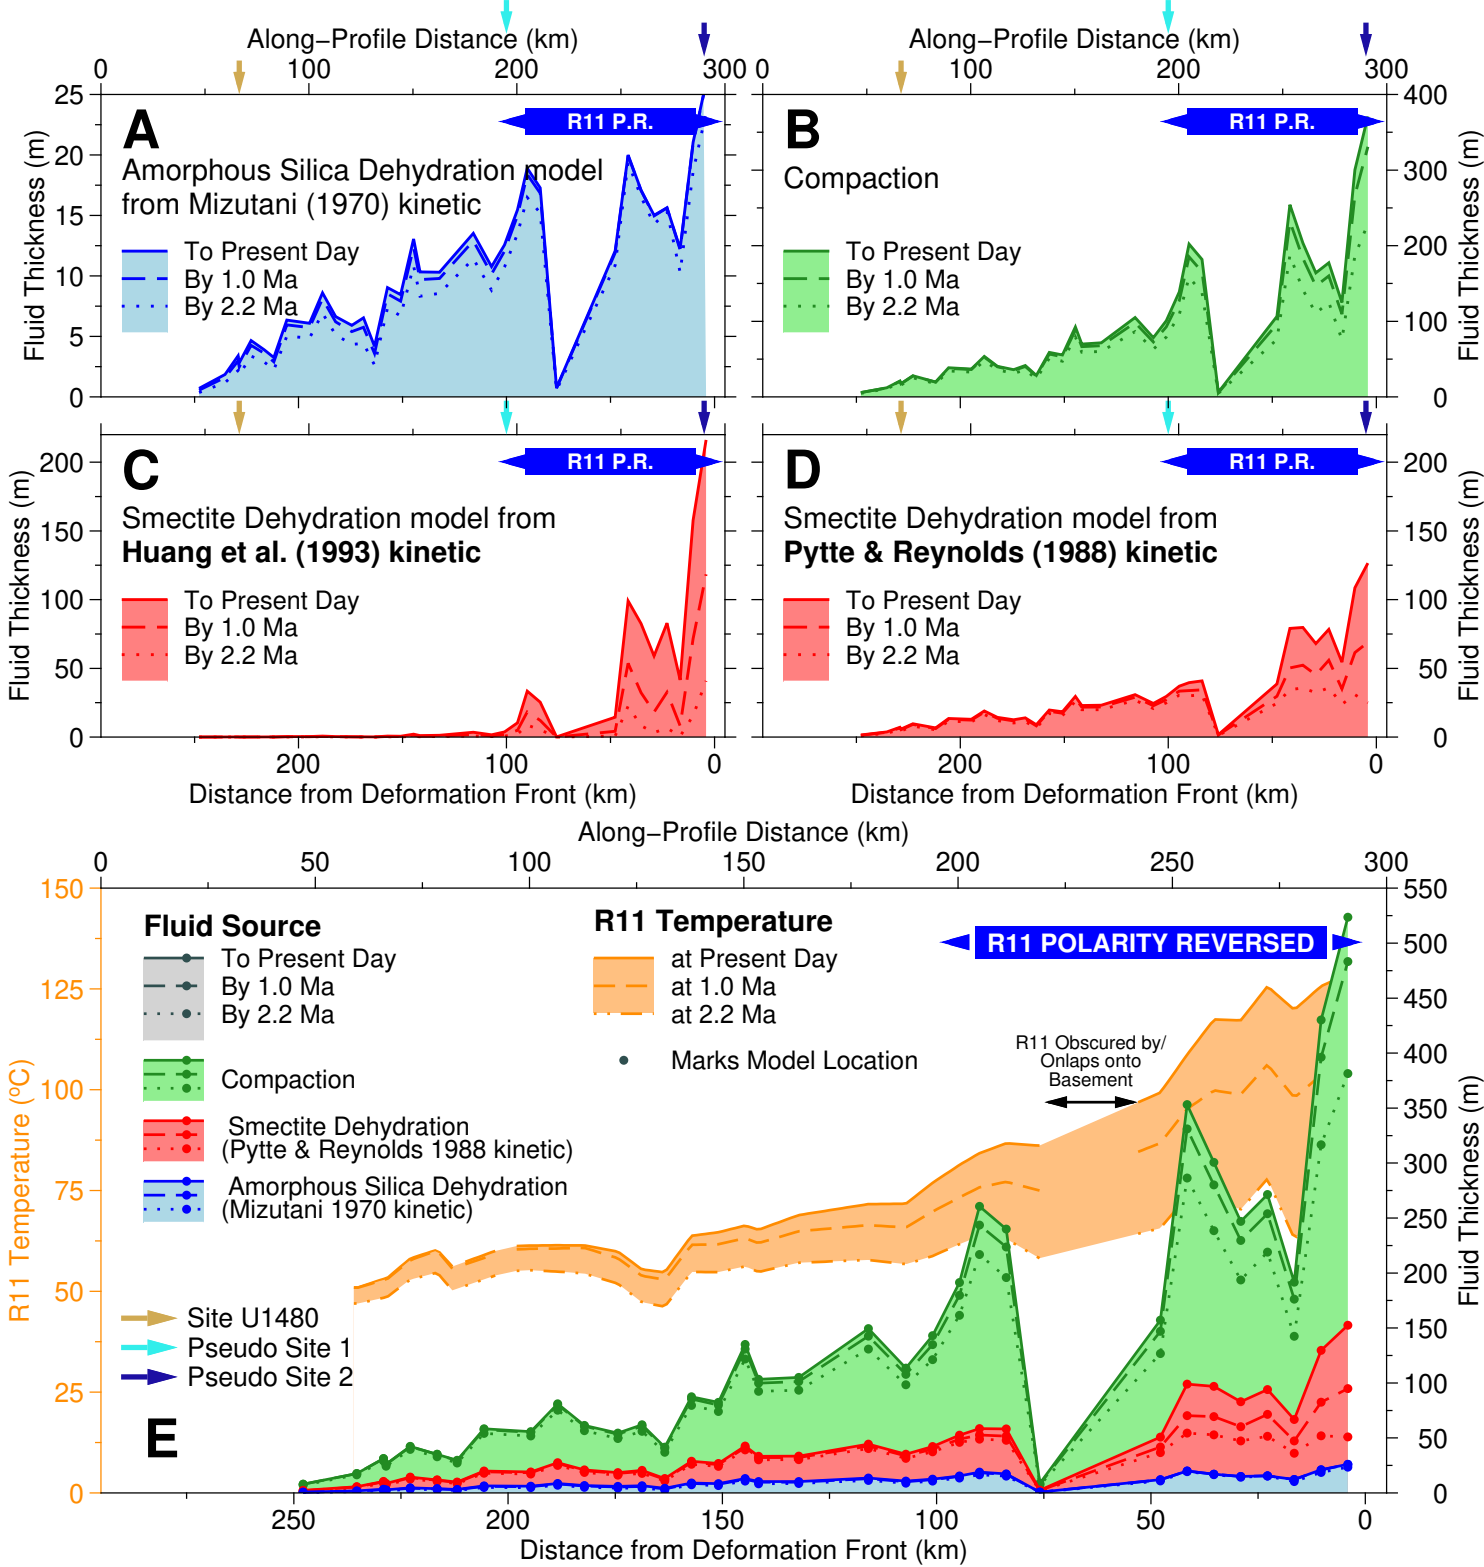 Along–Profile Distance (km)
Along–Profile Distance (km)
0 100 200 300
0 100 200 300
25
20
15
10
5
0
Fluid Thickness (m)
A
R11 P.R.
Amorphous Silica Dehydration model
from Mizutani (1970) kinetic
To Present Day
By 1.0 Ma
By 2.2 Ma
B
R11 P.R.
Compaction
To Present Day
By 1.0 Ma
By 2.2 Ma
400
300
200
100
0
Fluid Thickness (m)
200
150
100
50
0
Fluid Thickness (m)
C
R11 P.R.
Smectite Dehydration model from
Huang et al. (1993) kinetic
To Present Day
By 1.0 Ma
By 2.2 Ma
200 100 0
Distance from Deformation Front (km)
D
R11 P.R.
Smectite Dehydration model from
Pytte & Reynolds (1988) kinetic
To Present Day
By 1.0 Ma
By 2.2 Ma
200
150
100
50
0
Fluid Thickness (m)
200 100 0
Distance from Deformation Front (km)
Along–Profile Distance (km)
0 50 100 150 200 250 300
150
125
100
75
50
25
0
R11 Temperature (ºC)
Fluid Source
To Present Day
By 1.0 Ma
By 2.2 Ma
Compaction
Smectite Dehydration
(Pytte & Reynolds 1988 kinetic)
Amorphous Silica Dehydration
(Mizutani 1970 kinetic)
R11 Temperature
at Present Day
at 1.0 Ma
at 2.2 Ma
Marks Model Location
R11 POLARITY REVERSED
R11 Obscured by/
Onlaps onto
Basement
Site U1480
Pseudo Site 1
Pseudo Site 2
E
550
500
450
400
350
300
250
200
150
100
50
0
Fluid Thickness (m)
250 200 150 100 50 0
Distance from Deformation Front (km)